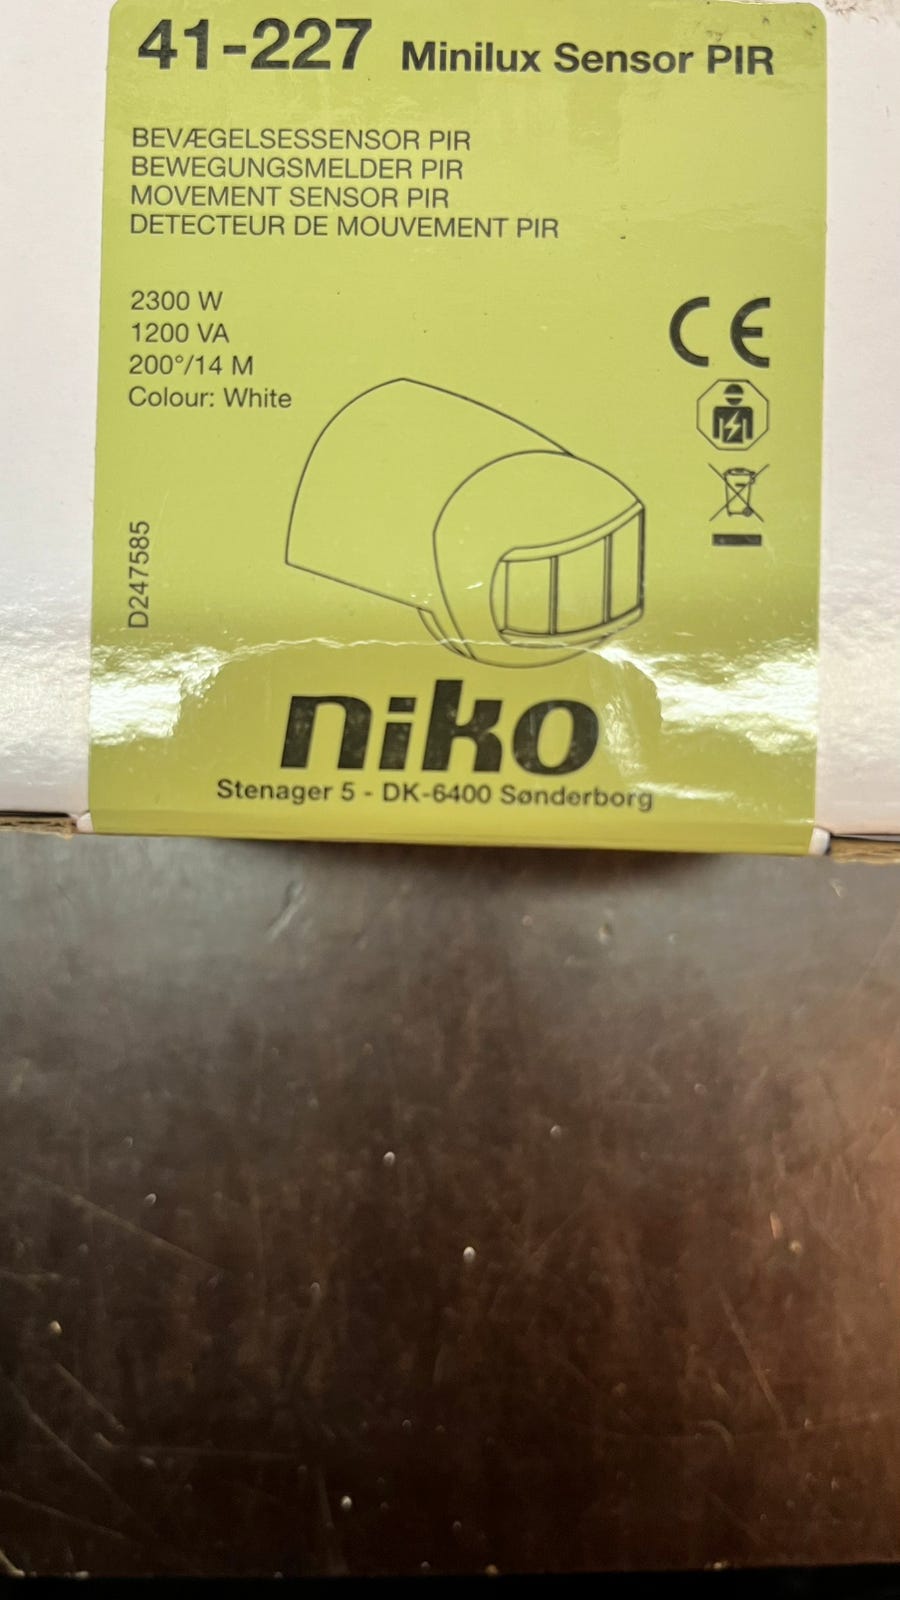 41-227 Minilux Sensor PIR
BEVÆGELSESSENSOR PIR
BEWEGUNGSMELDER PIR
MOVEMENT SENSOR PIR
DETECTEUR DE MOUVEMENT PIR
2300 W
1200 VA
200°/14 M
Colour: White
CE
D247585
niko
Stenager 5 - DK-6400 Sønderborg